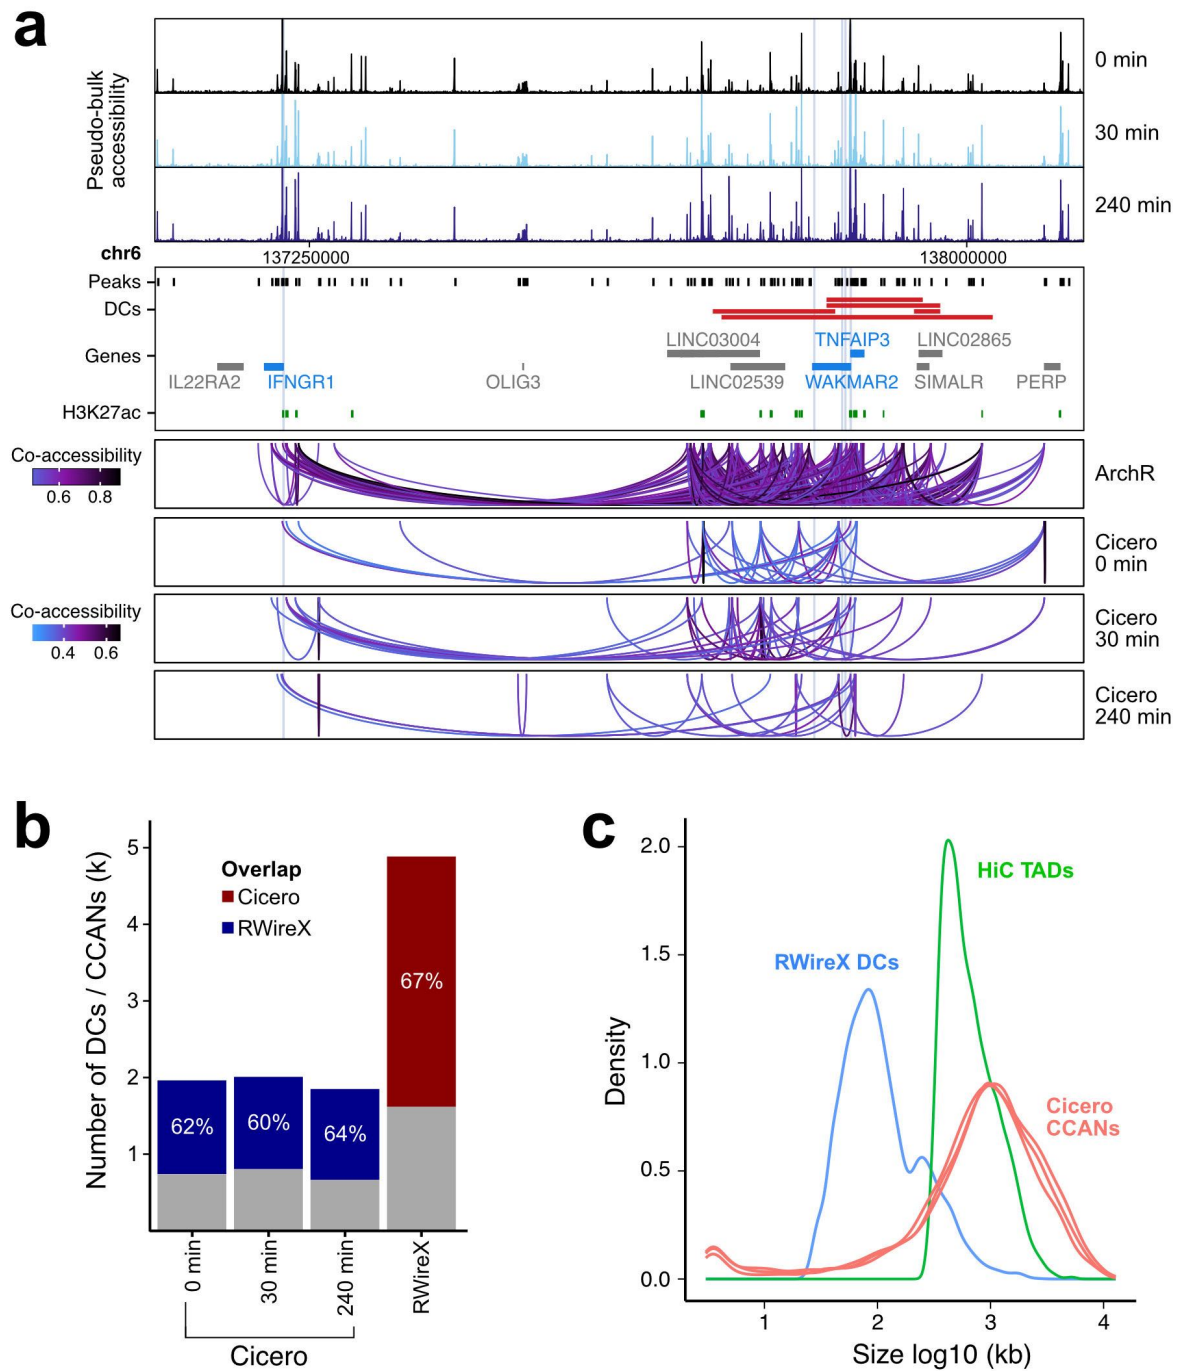 a
Pseudo-bulk
accessibility
0 min
30 min
240 min
chr6
137250000
138000000
Peaks
DCs
Genes
LINC03004
TNFAIP3
LINC02865
IL22RA2
IFNGR1
OLIG3
LINC02539
WAKMAR2
SIMALR
PERP
H3K27ac
Co-accessibility
0.6 0.8
ArchR
Cicero
0 min
Co-accessibility
0.4 0.6
Cicero
30 min
Cicero
240 min
b
Number of DCs / CCANs (k)
5
4
3
2
1
Overlap
Cicero
RWireX
62%
60%
64%
67%
0 min
30 min
240 min
RWireX
Cicero
c
Density
2.0
1.5
1.0
0.5
0.0
HiC TADs
RWireX DCs
Cicero
CCANs
1 2 3 4
Size log10 (kb)